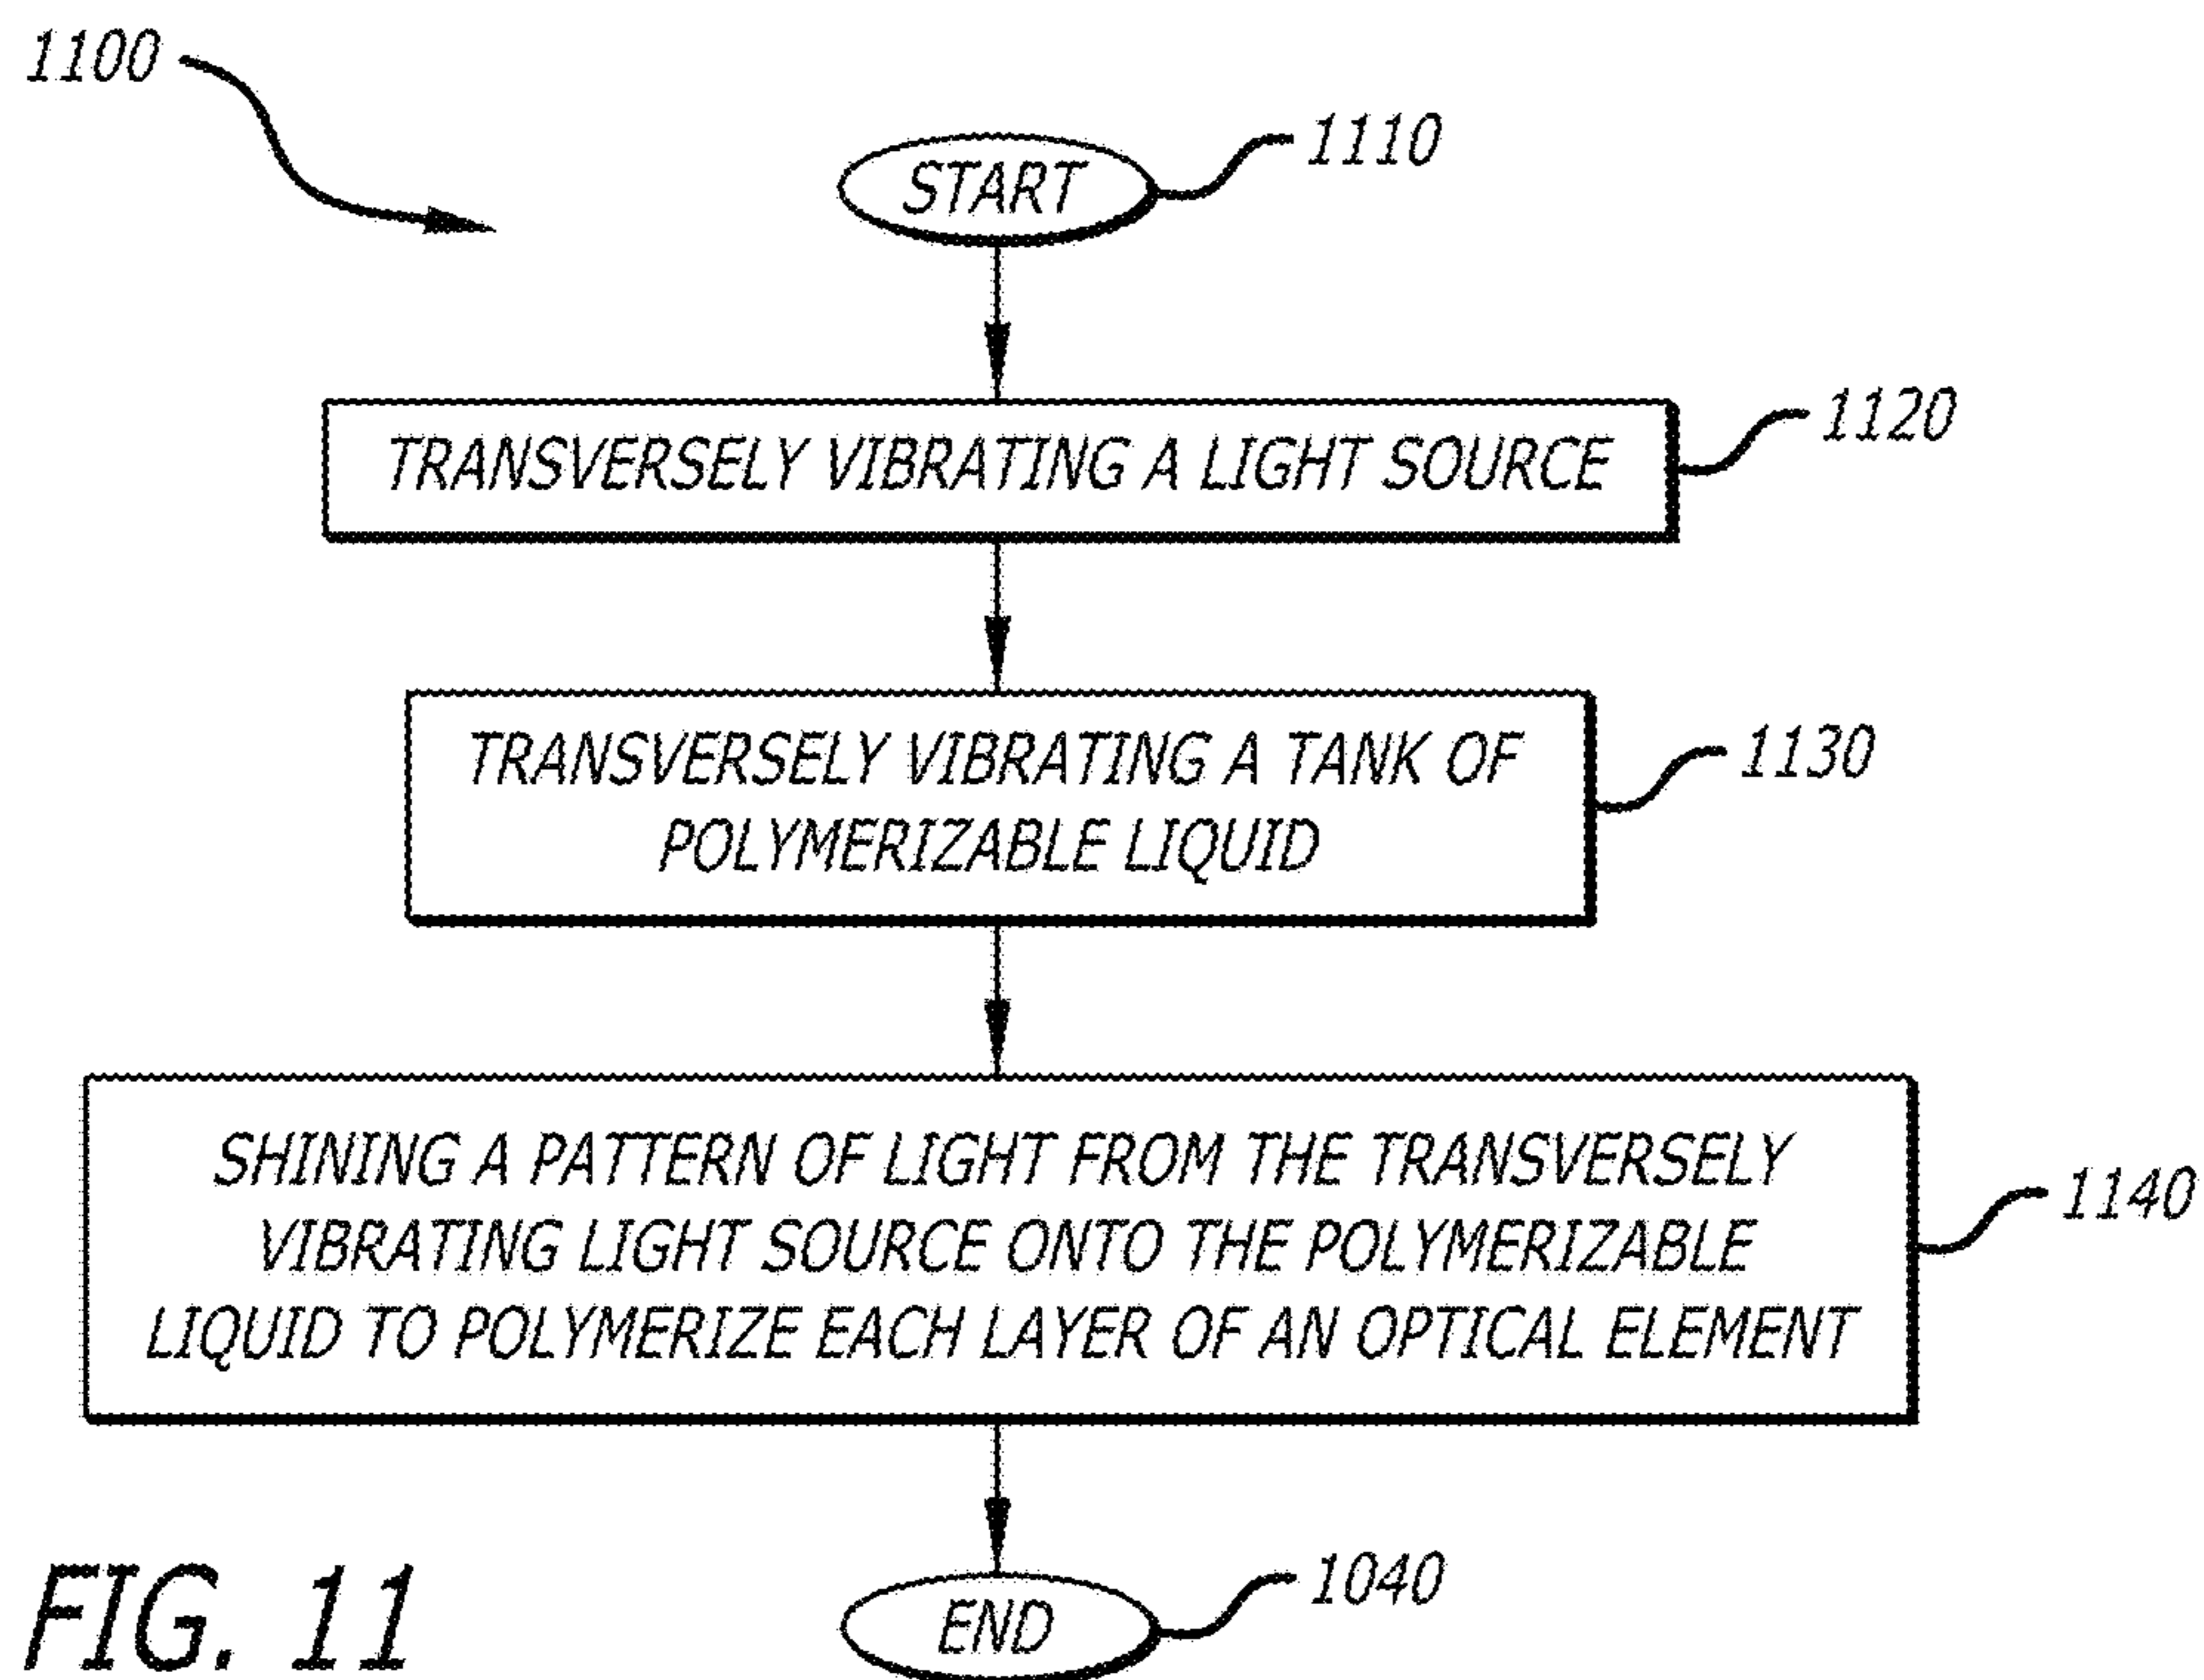 1100
START
1110
TRANSVERSELY VIBRATING A LIGHT SOURCE
1120
TRANSVERSELY VIBRATING A TANK OF
POLYMERIZABLE LIQUID
1130
SHINING A PATTERN OF LIGHT FROM THE TRANSVERSELY
VIBRATING LIGHT SOURCE ONTO THE POLYMERIZABLE
LIQUID TO POLYMERIZE EACH LAYER OF AN OPTICAL ELEMENT
1140
END
1040
FIG. 11